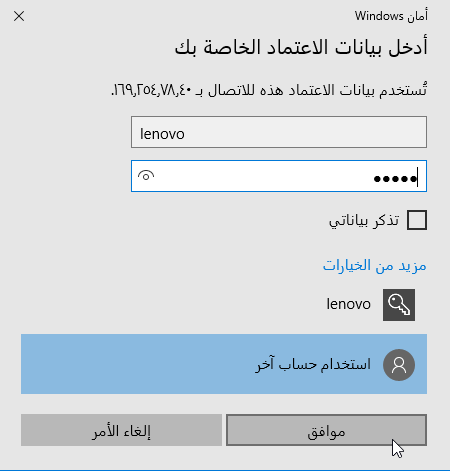 أمان Windows
أدخل بيانات الاعتماد الخاصة بك
تُستخدم بيانات الاعتماد هذه للاتصال بـ ١٦٩٫٢٥٤٫٧٨٫٤٠.
lenovo
•••••
تذكر بياناتي
مزيد من الخيارات
lenovo
استخدام حساب آخر
موافق
إلغاء الأمر